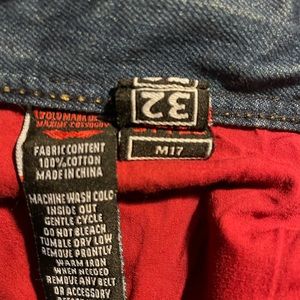 32
M17
FABRIC CONTENT
100% COTTON
MADE IN CHINA
MACHINE WASH COLD
INSIDE OUT
GENTLE CYCLE
DO NOT BLEACH
TUMBLE DRY LOW
REMOVE PRONTLY
WARM IRON
WHEN NEEDED
REMOVE ANY BELT
OR ACCESSORY